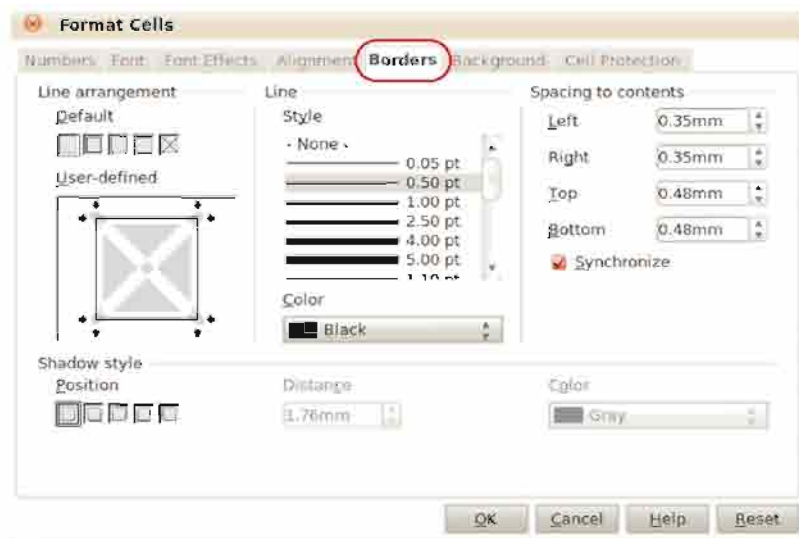 Format Cells
Numbers Font Font Effects Alignment Borders Background Cell Protection
Line arrangement
Default
User-defined
Line
Style
- None -
0.05 pt
0.50 pt
1.00 pt
2.50 pt
4.00 pt
5.00 pt
1.10 pt
Color
Black
Spacing to contents
Left 0.35mm
Right 0.35mm
Top 0.48mm
Bottom 0.48mm
Synchronize
Shadow style
Position
Distance
1.76mm
Color
Gray
OK Cancel Help Reset